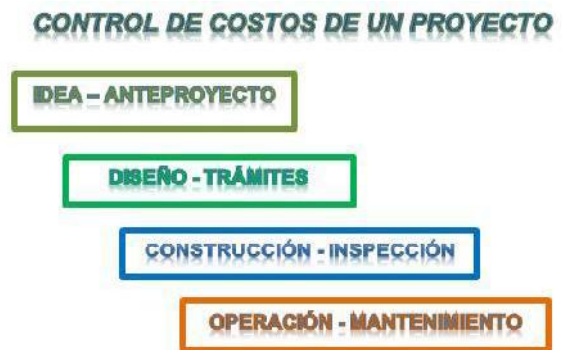 CONTROL DE COSTOS DE UN PROYECTO
IDEA – ANTEPROYECTO
DISEÑO - TRÁMITES
CONSTRUCCIÓN - INSPECCIÓN
OPERACIÓN - MANTENIMIENTO